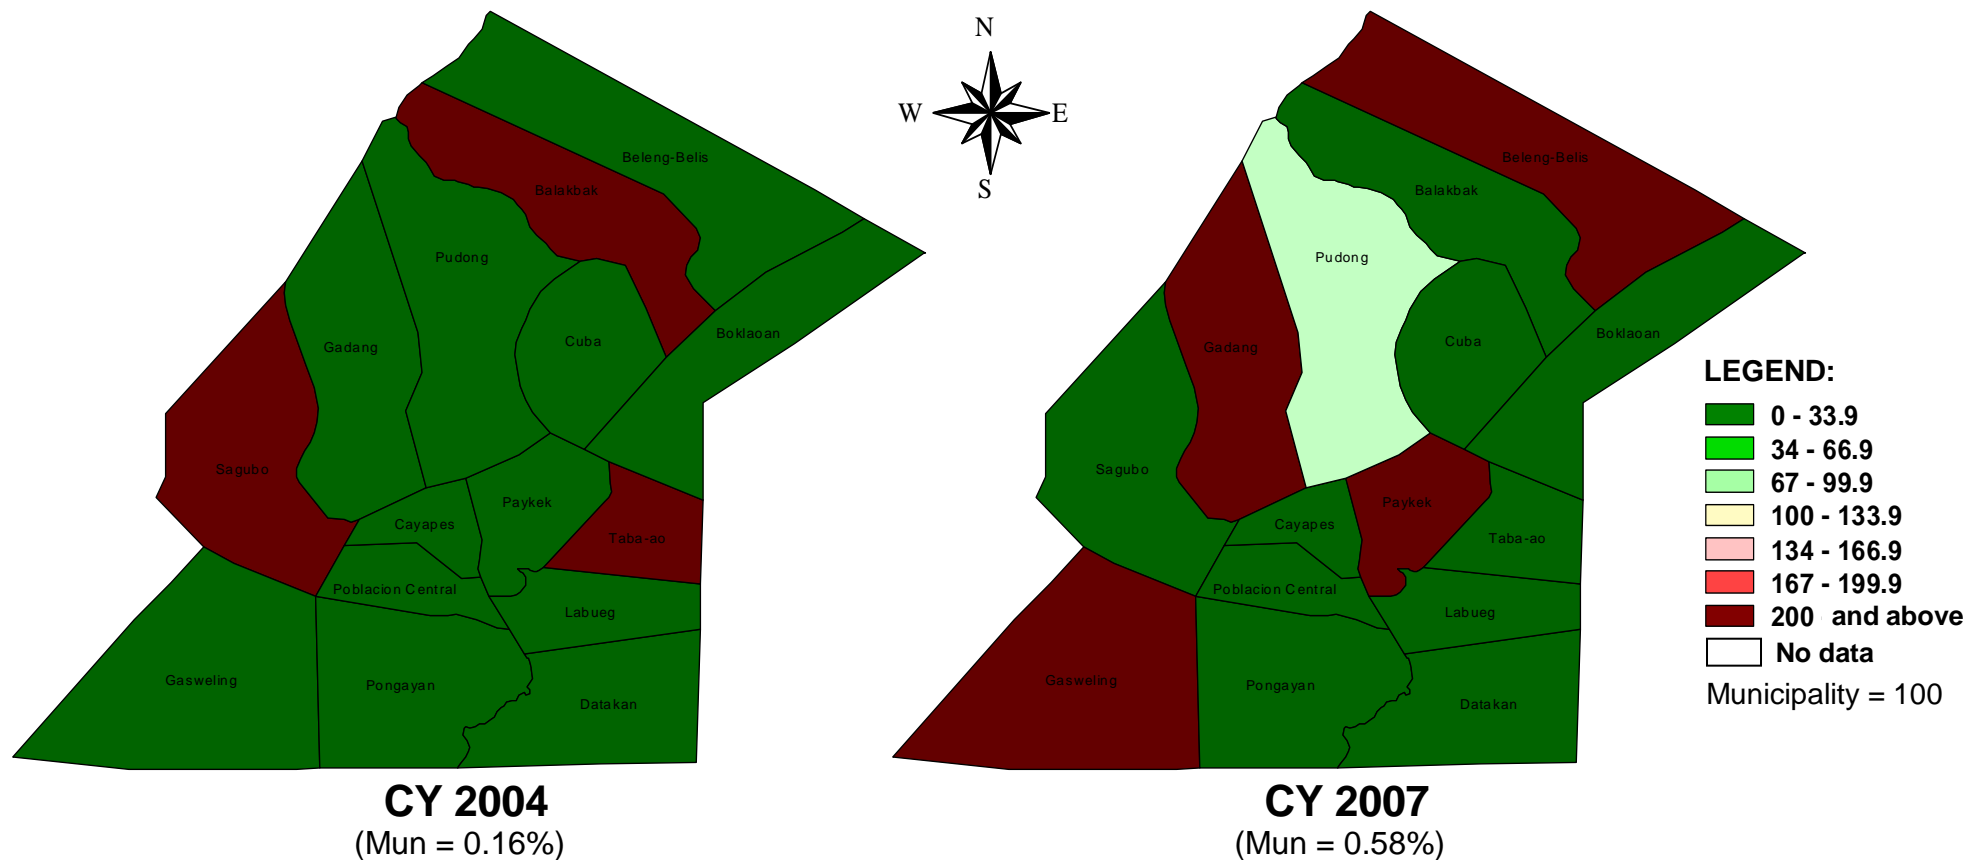 N
W E
S
Beleng-Belis
Balakbak
Pudong
Boklaoan
Cuba
Gadang
Sagubo
Paykek
Cayapes
Taba-ao
Poblacion Central
Labueg
Gasweling
Pongayan
Datakan
CY 2004
(Mun = 0.16%)
Beleng-Belis
Balakbak
Pudong
Boklaoan
Cuba
Gadang
Sagubo
Paykek
Cayapes
Taba-ao
Poblacion Central
Labueg
Gasweling
Pongayan
Datakan
CY 2007
(Mun = 0.58%)
LEGEND:
0 - 33.9
34 - 66.9
67 - 99.9
100 - 133.9
134 - 166.9
167 - 199.9
200 and above
No data
Municipality = 100